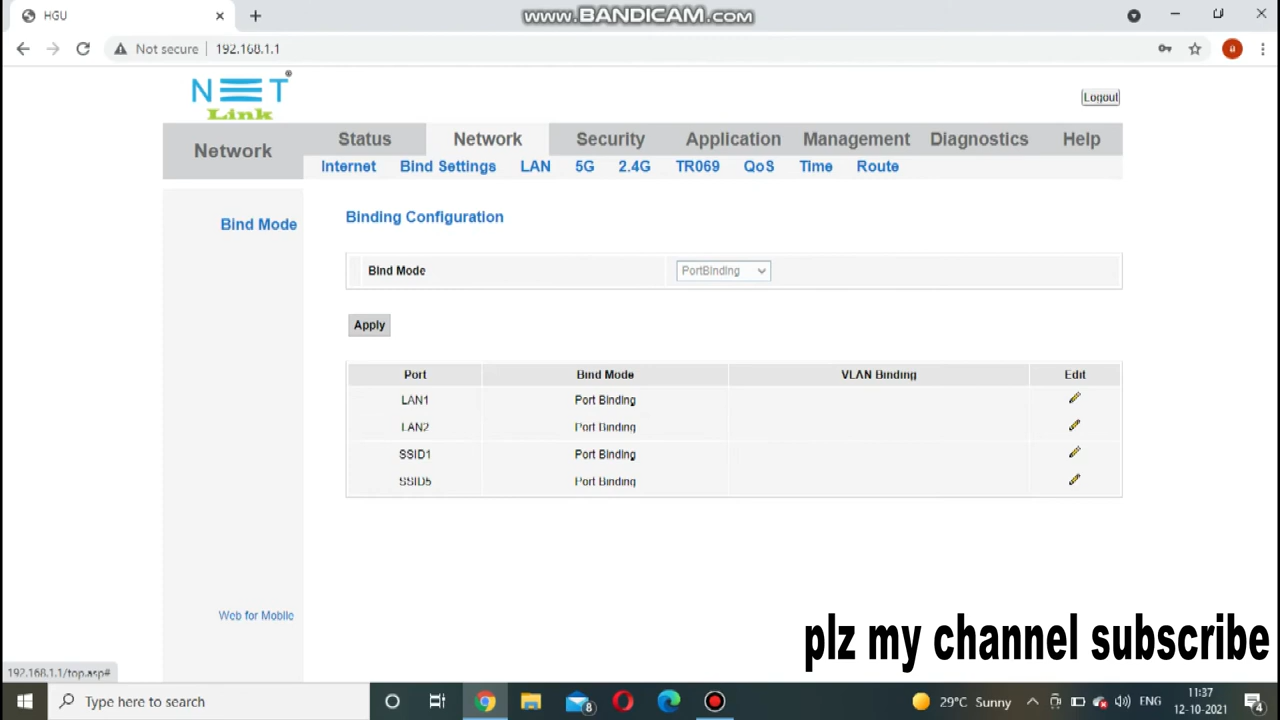 HGU
www.BANDICAM.com
Not secure
192.168.1.1
NET
Link
Logout
Network
Status
Network
Security
Application
Management
Diagnostics
Help
Internet
Bind Settings
LAN
5G
2.4G
TR069
QoS
Time
Route
Bind Mode
Binding Configuration
Bind Mode
PortBinding
Apply
Port Bind Mode VLAN Binding Edit
LAN1 Port Binding
LAN2 Port Binding
SSID1 Port Binding
SSID5 Port Binding
Web for Mobile
plz my channel subscribe
192.168.1.1/top.asp#
Type here to search
8
29°C Sunny
ENG
11:37
12-10-2021
4